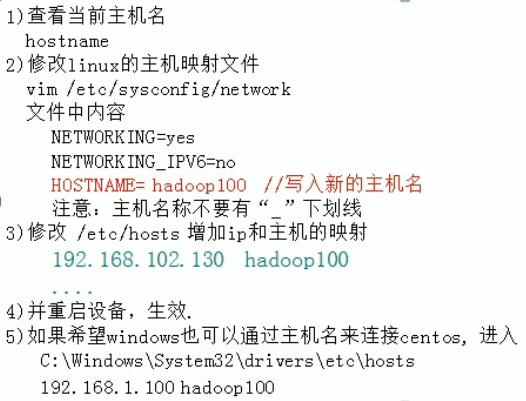 1)查看当前主机名
hostname
2)修改linux的主机映射文件
vim /etc/sysconfig/network
文件中内容
NETWORKING=yes
NETWORKING_IPV6=no
HOSTNAME= hadoop100 //写入新的主机名
注意：主机名称不要有“_”下划线
3)修改 /etc/hosts 增加ip和主机的映射
192.168.102.130 hadoop100
....
4)并重启设备，生效.
5)如果希望windows也可以通过主机名来连接centos, 进入
C:\Windows\System32\drivers\etc\hosts
192.168.1.100 hadoop100